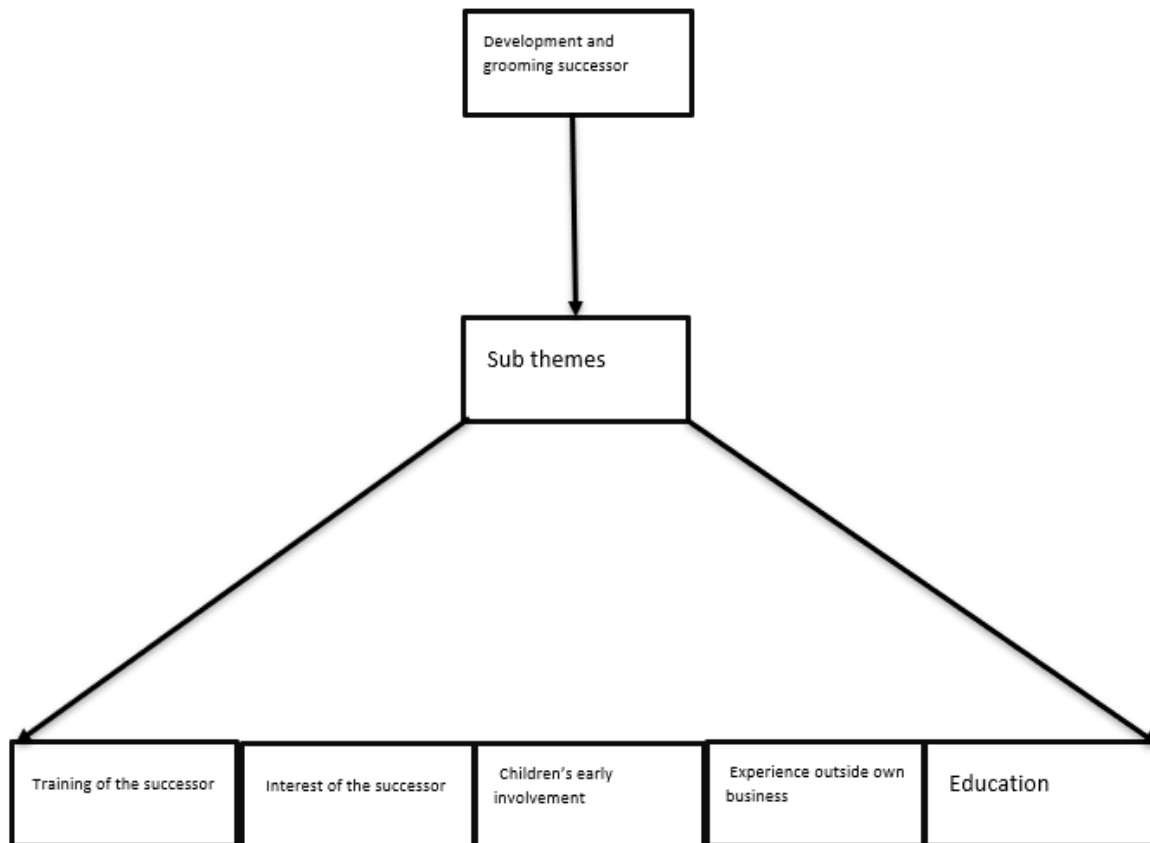 Development and
grooming successor
Sub themes
Training of the successor
Interest of the successor
Children’s early
involvement
Experience outside own
business
Education